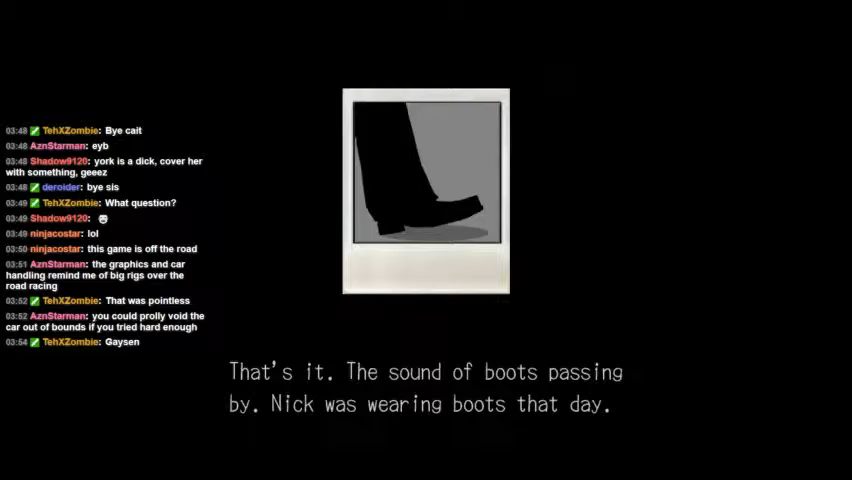 03:48 TehXZombie: Bye cait
03:48 AznStarman: eyb
03:48 Shadow9120: york is a dick, cover her
with something, geeez
03:48 deroider: bye sis
03:49 TehXZombie: What question?
03:49 Shadow9120:
03:49 ninjacostar: lol
03:50 ninjacostar: this game is off the road
03:51 AznStarman: the graphics and car
handling remind me of big rigs over the
road racing
03:52 TehXZombie: That was pointless
03:52 AznStarman: you could prolly void the
car out of bounds if you tried hard enough
03:54 TehXZombie: Gaysen
That's it. The sound of boots passing
by. Nick was wearing boots that day.